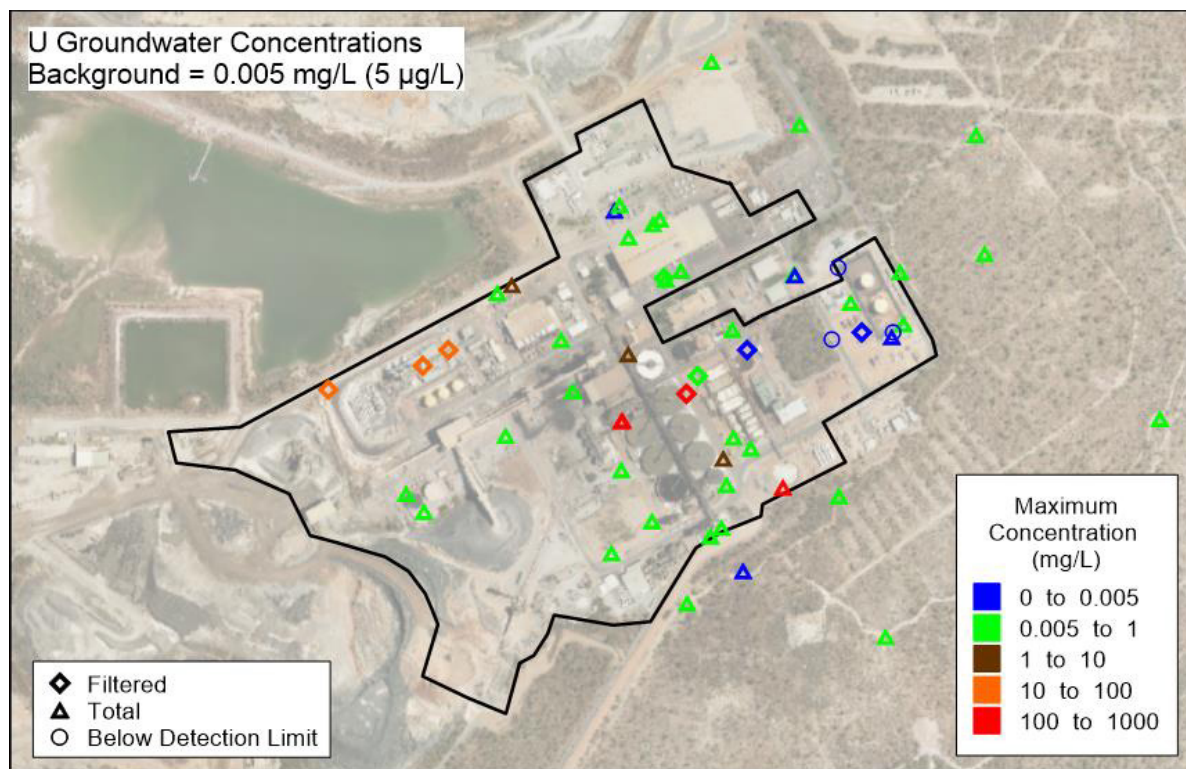 U Groundwater Concentrations
Background = 0.005 mg/L (5 µg/L)
Filtered
Total
Below Detection Limit
Maximum
Concentration
(mg/L)
0 to 0.005
0.005 to 1
1 to 10
10 to 100
100 to 1000